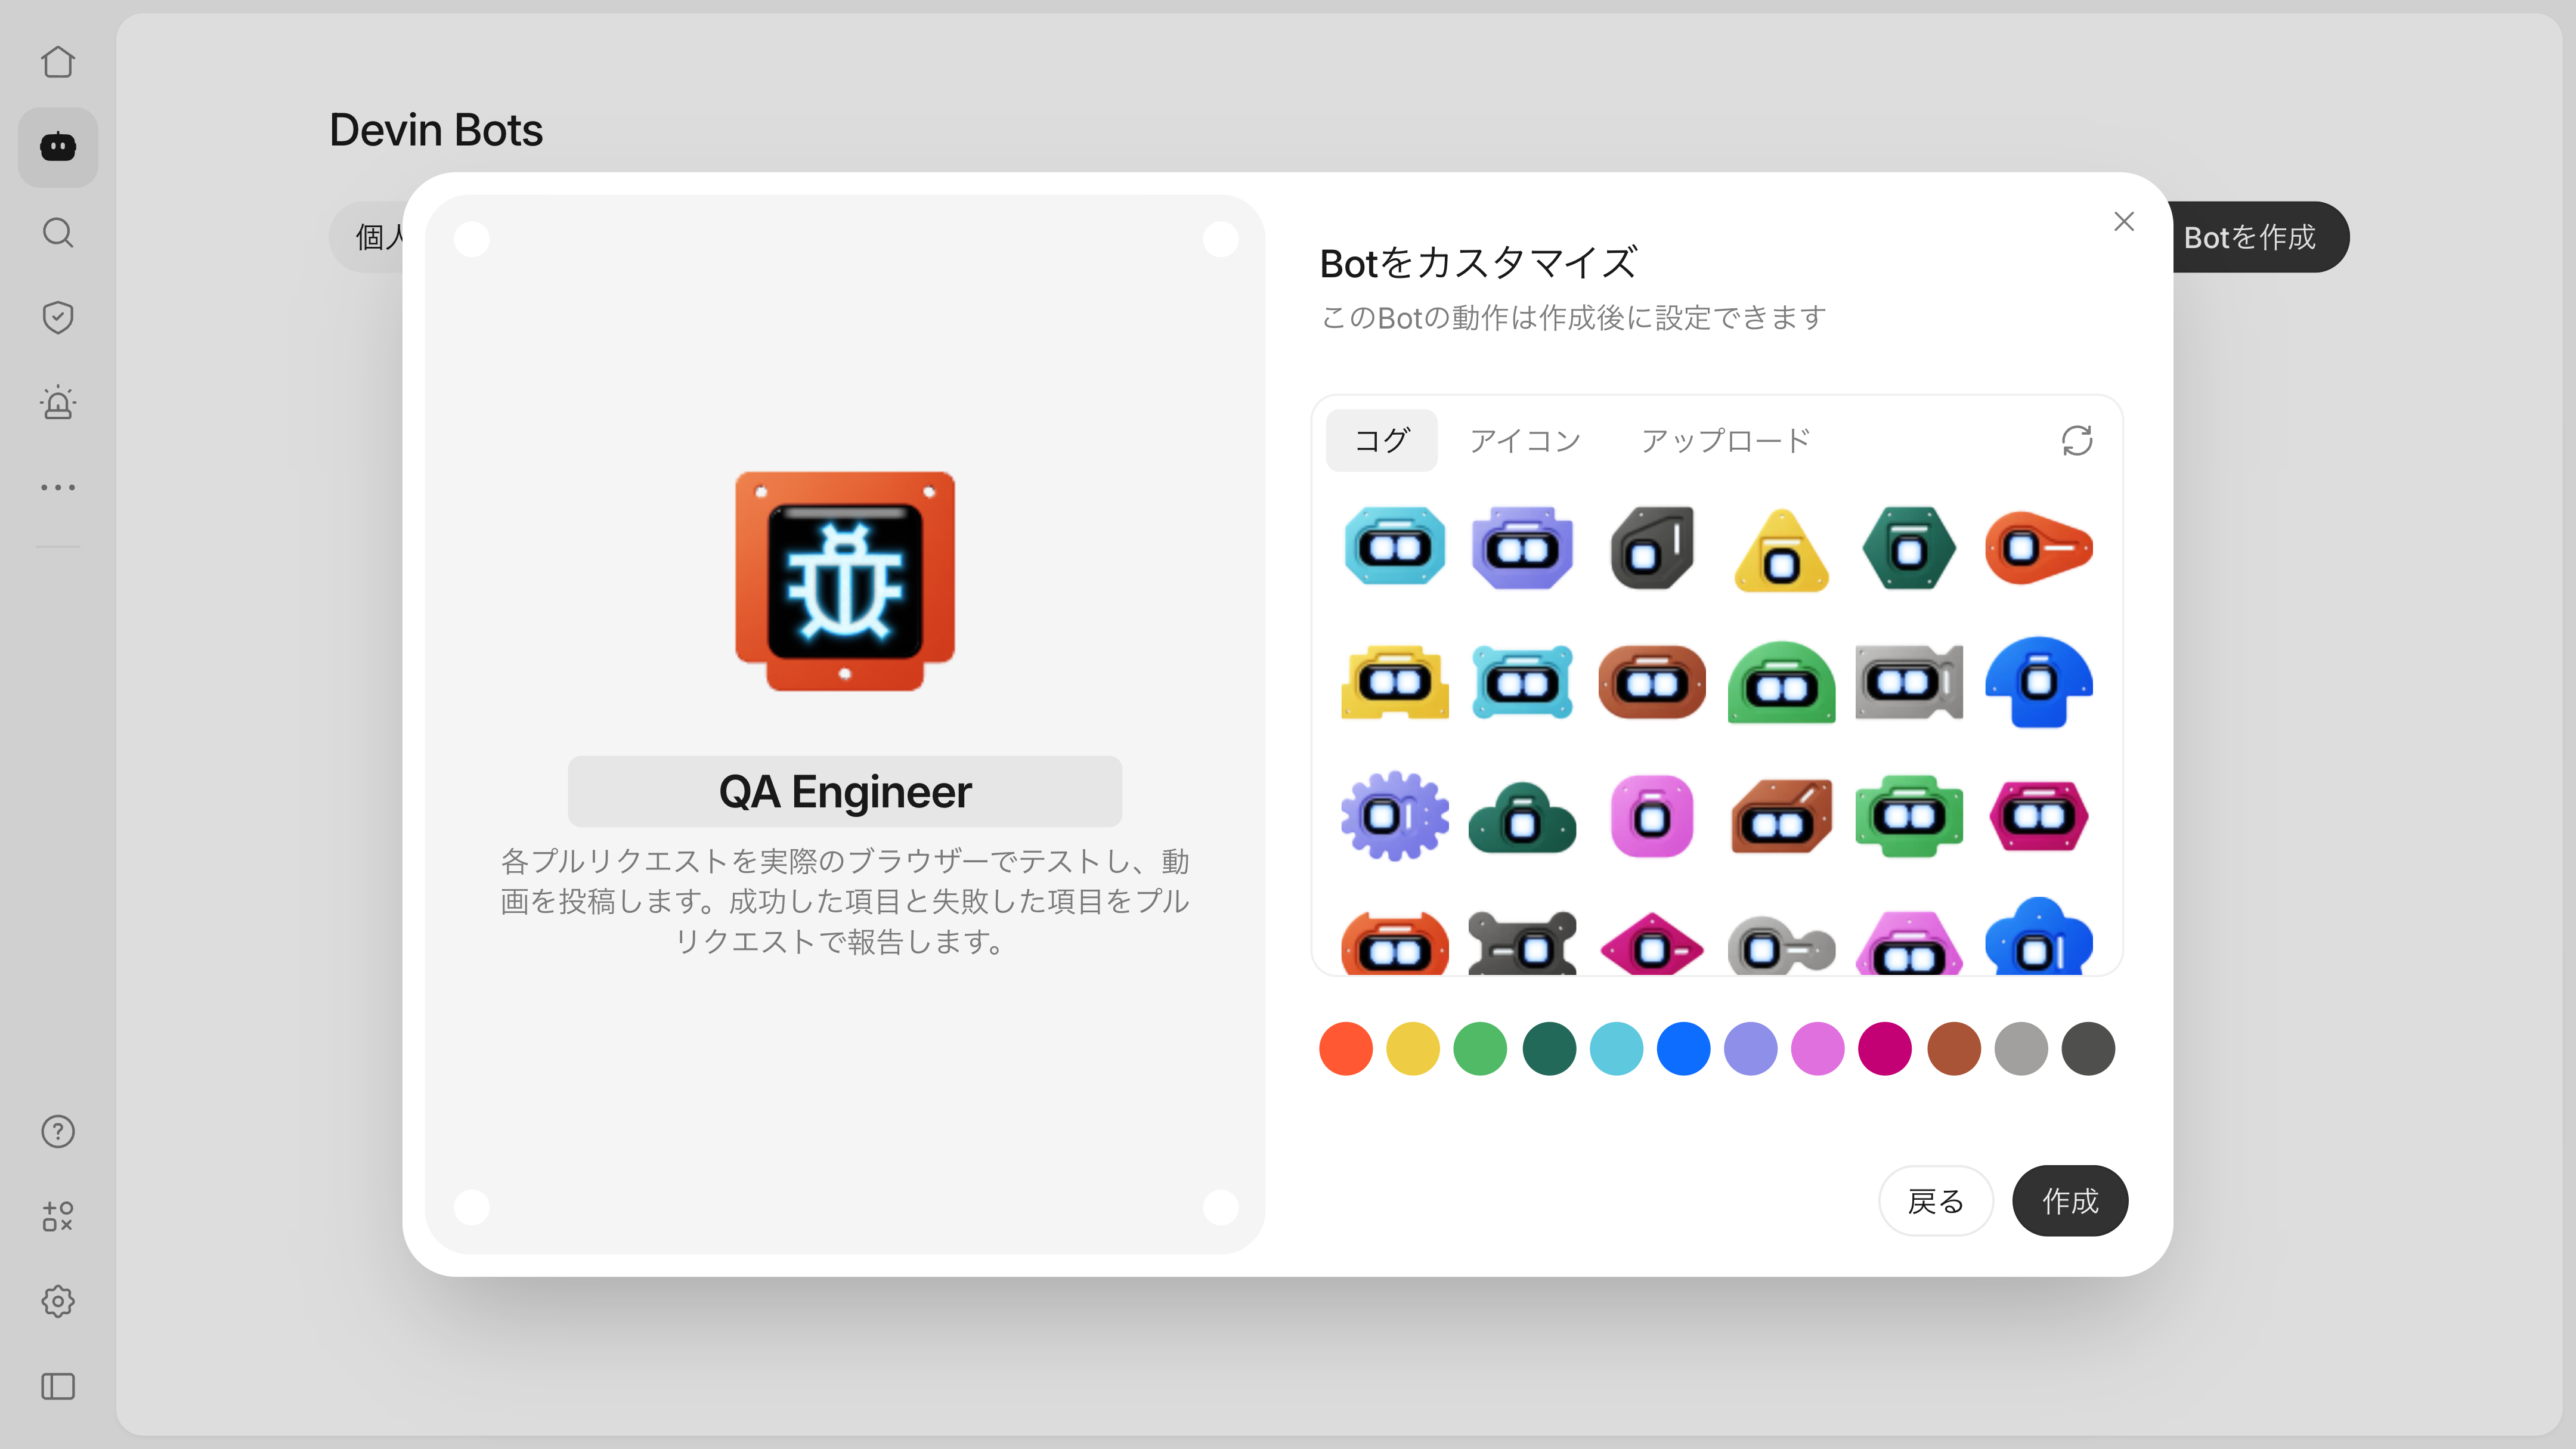 Devin Bots
個人
Botを作成
QA Engineer
各プルリクエストを実際のブラウザーでテストし、動
画を投稿します。成功した項目と失敗した項目をプル
リクエストで報告します。
Botをカスタマイズ
このBotの動作は作成後に設定できます
コグ
アイコン
アップロード
戻る
作成